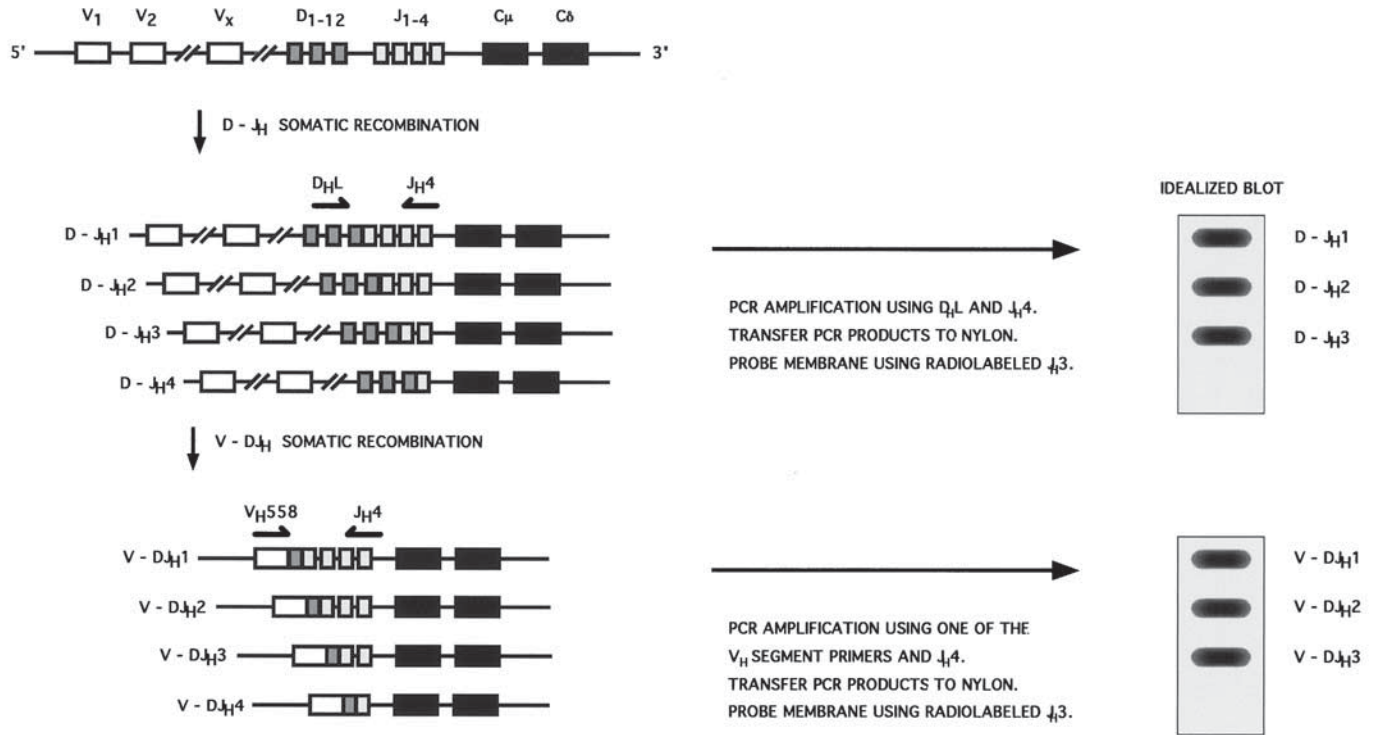 V1 V2 Vx D1-12 J1-4 Cμ Cδ
5' 3'
D - JH SOMATIC RECOMBINATION
DHL JH4
IDEALIZED BLOT
D - JH1
D - JH2
D - JH3
D - JH4
PCR AMPLIFICATION USING DHL AND JH4.
TRANSFER PCR PRODUCTS TO NYLON.
PROBE MEMBRANE USING RADIOLABELED JH3.
D - JH1
D - JH2
D - JH3
V - DJH SOMATIC RECOMBINATION
VH558 JH4
V - DJH1
V - DJH2
V - DJH3
V - DJH4
PCR AMPLIFICATION USING ONE OF THE
VH SEGMENT PRIMERS AND JH4.
TRANSFER PCR PRODUCTS TO NYLON.
PROBE MEMBRANE USING RADIOLABELED JH3.
V - DJH1
V - DJH2
V - DJH3